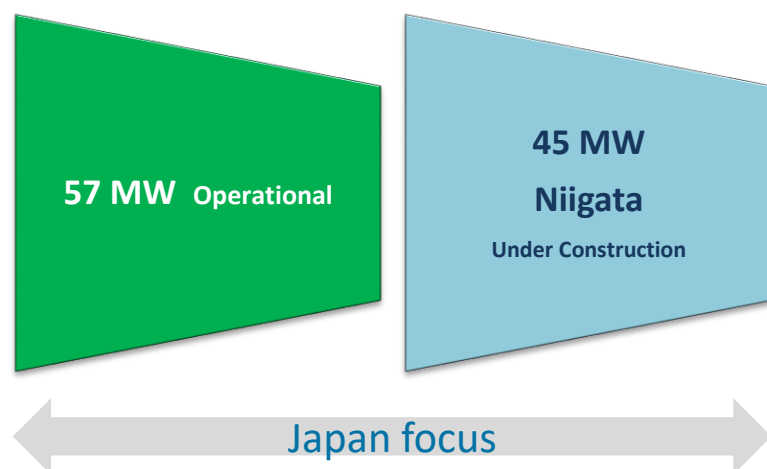 57 MW Operational
45 MW
Niigata
Under Construction
Japan focus